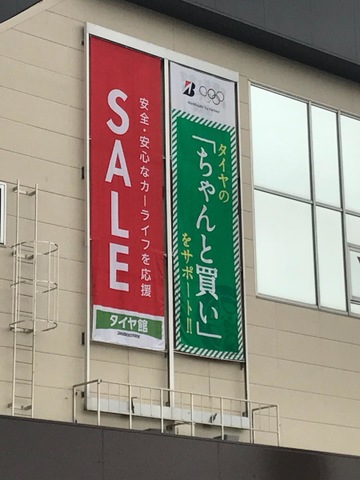 SALE
安全・安心なカーライフを応援
タイヤ館
タイヤの
「ちゃんと買い」
をサポート!!